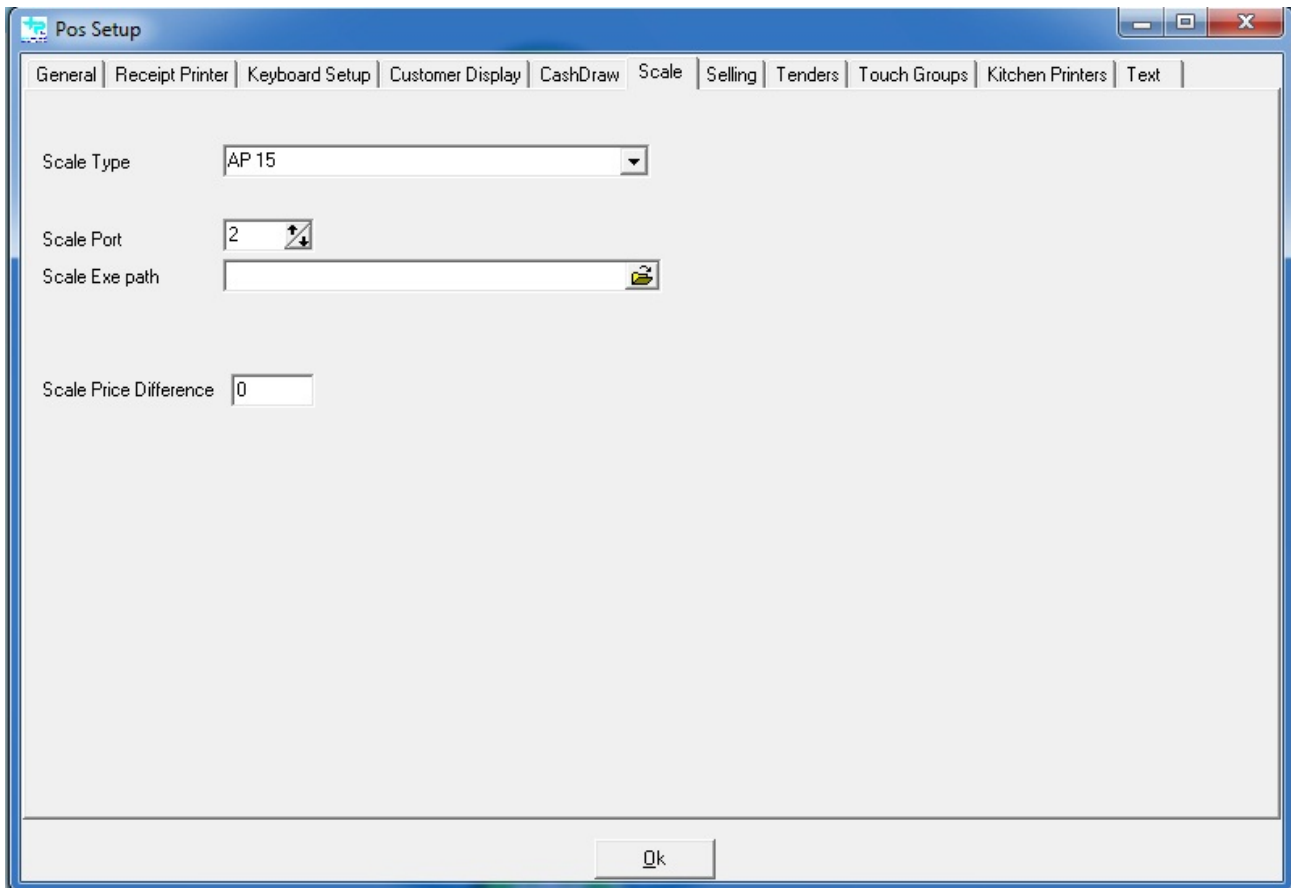 Pos Setup
General Receipt Printer Keyboard Setup Customer Display CashDraw Scale Selling Tenders Touch Groups Kitchen Printers Text
Scale Type AP 15
Scale Port 2
Scale Exe path
Scale Price Difference 0
Ok